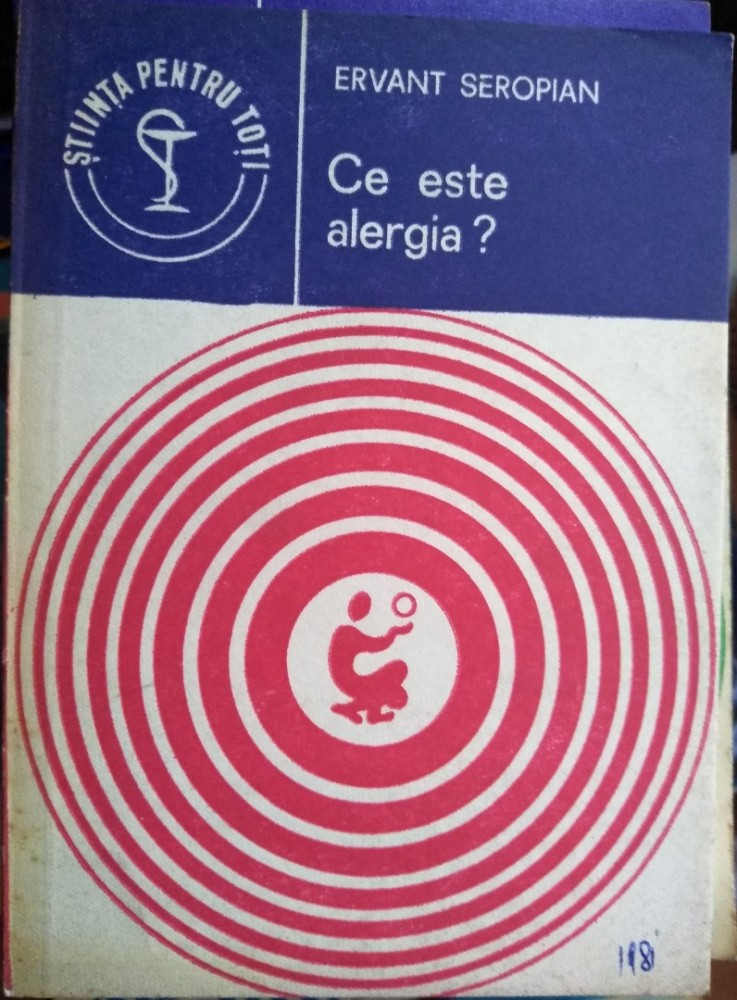 ȘTIINȚA PENTRU TOȚI
ERVANT SEROPIAN
Ce este
alergia?
118